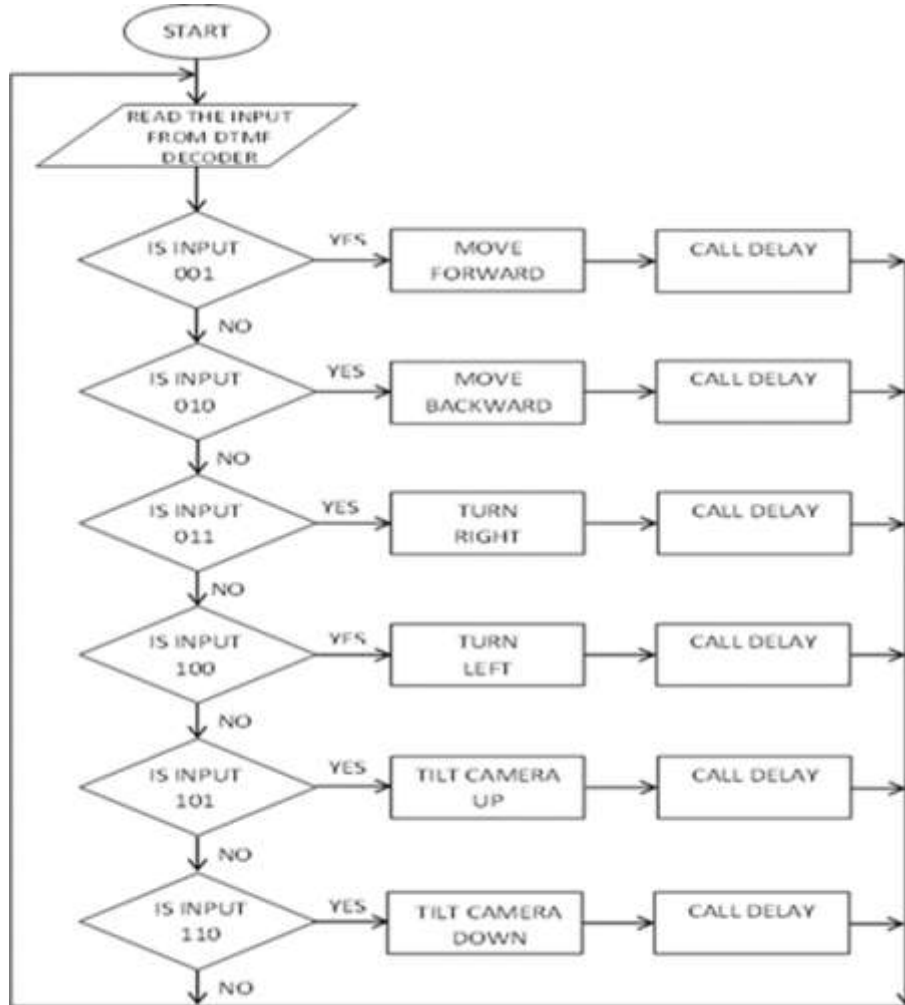 START
READ THE INPUT
FROM DTMF
DECODER
IS INPUT
001
YES
MOVE
FORWARD
CALL DELAY
NO
IS INPUT
010
YES
MOVE
BACKWARD
CALL DELAY
NO
IS INPUT
011
YES
TURN
RIGHT
CALL DELAY
NO
IS INPUT
100
YES
TURN
LEFT
CALL DELAY
NO
IS INPUT
101
YES
TILT CAMERA
UP
CALL DELAY
NO
IS INPUT
110
YES
TILT CAMERA
DOWN
CALL DELAY
NO